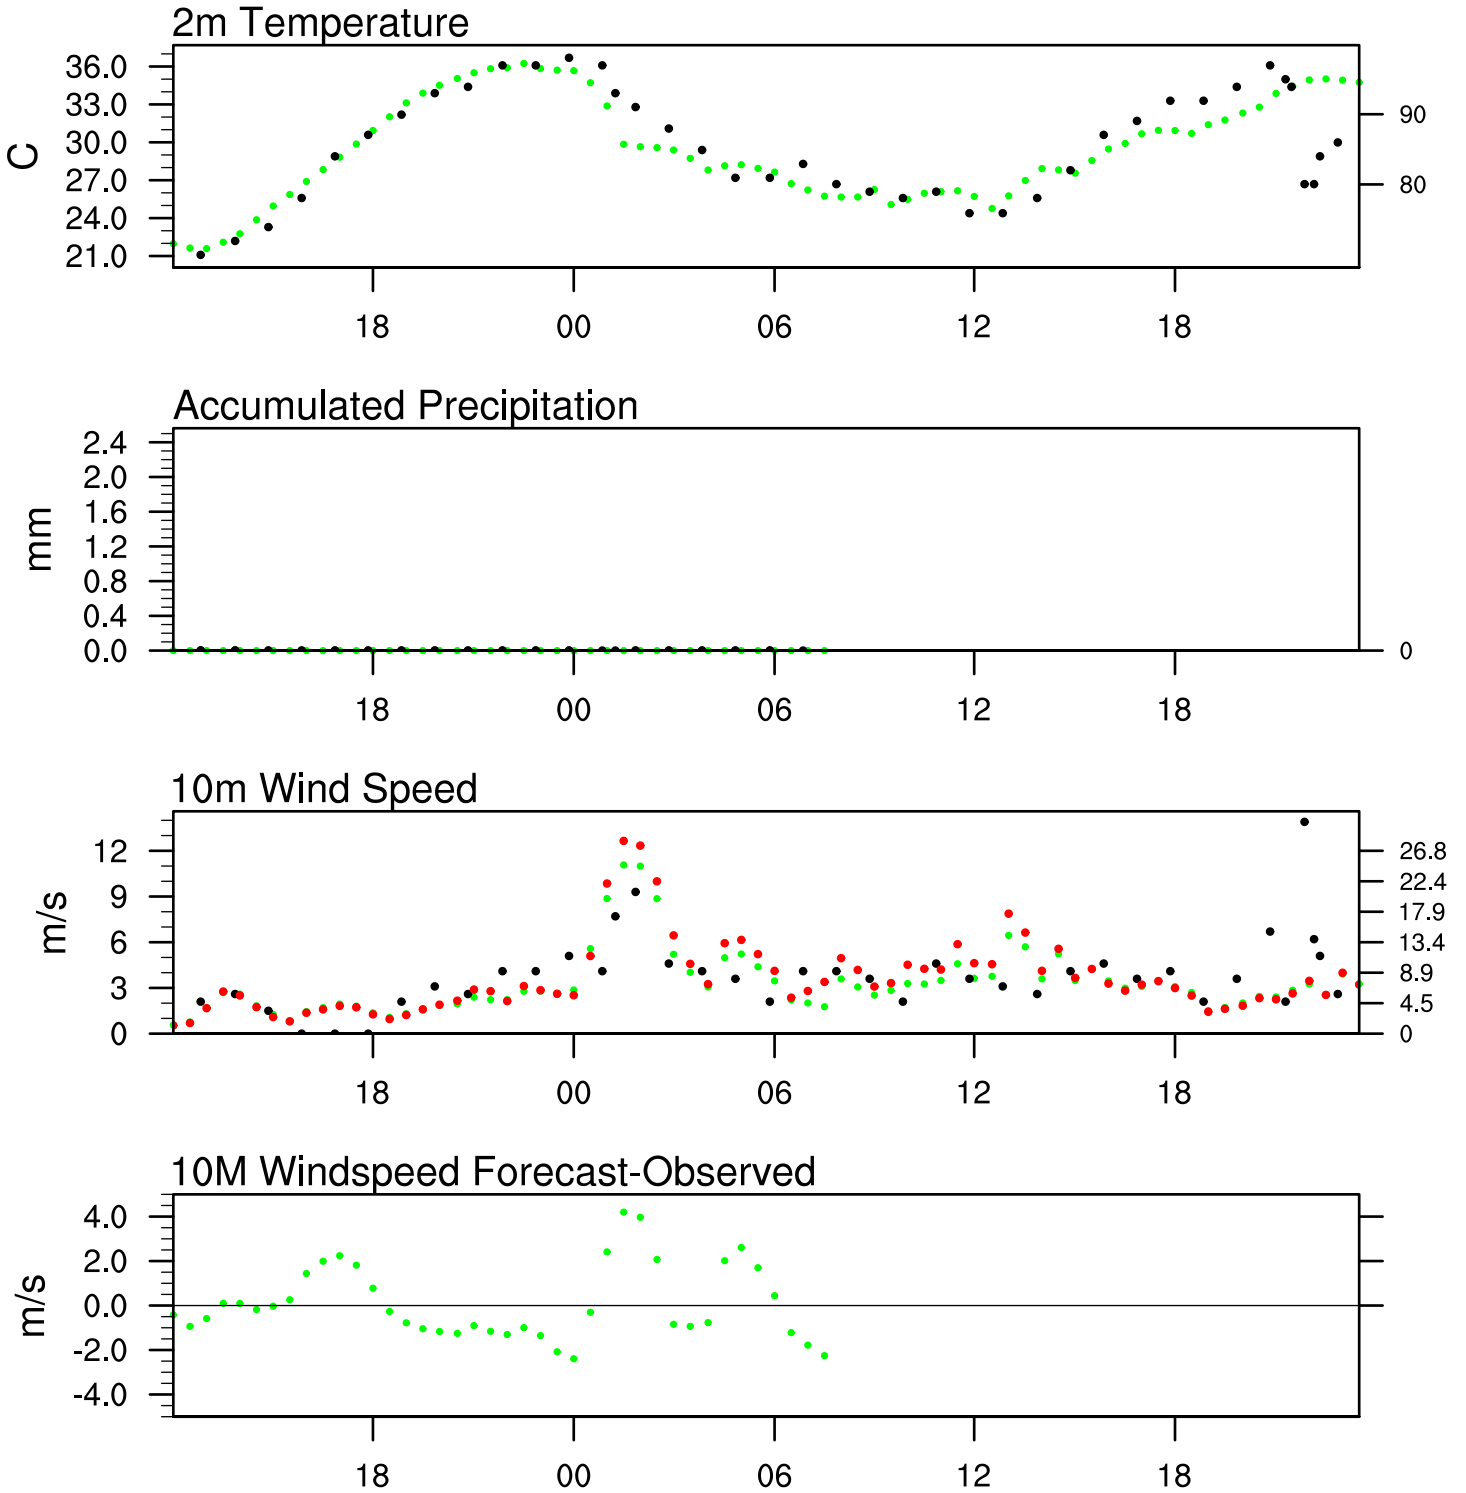 2m Temperature
36.0
33.0
90
30.0
C
27.0
80
24.0
21.0
18 00 06 12 18
Accumulated Precipitation
2.4
2.0
1.6
mm
1.2
0.8
0.4
0.0 0
18 00 06 12 18
10m Wind Speed
12 26.8
22.4
9
17.9
m/s
6 13.4
8.9
3
4.5
0 0
18 00 06 12 18
10M Windspeed Forecast-Observed
4.0
2.0
m/s
0.0
-2.0
-4.0
18 00 06 12 18